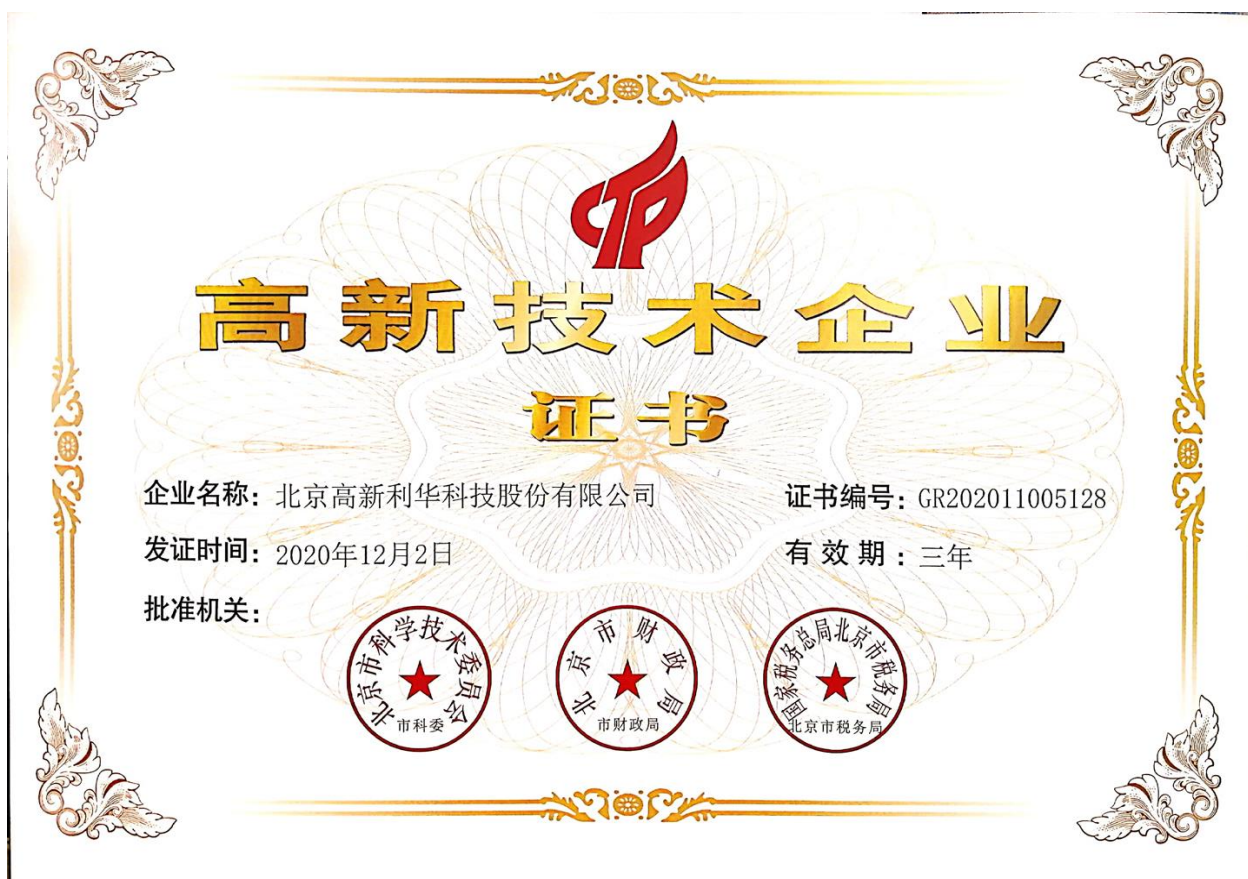 高新技术企业
证书
企业名称：北京高新利华科技股份有限公司
证书编号：GR202011005128
发证时间：2020年12月2日
有效期：三年
批准机关：
北京市科学技术委员会
市科委
北京市财政局
市财政局
国家税务总局北京市税务局
北京市税务局